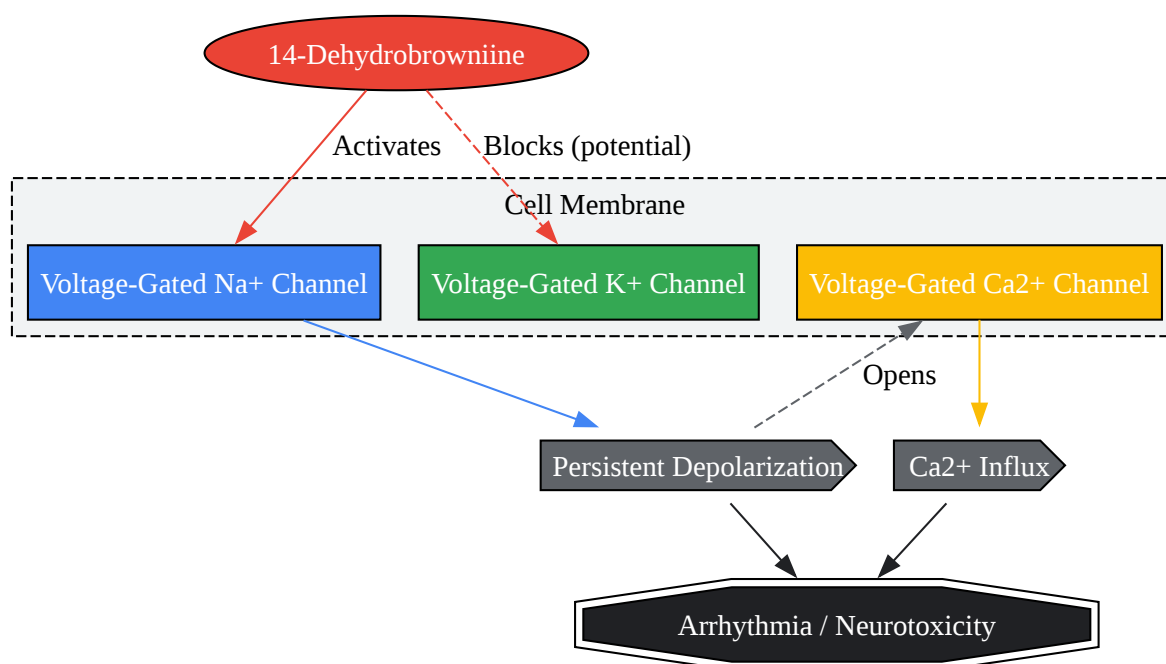 14-Dehydrobrowniine
Activates
Blocks (potential)
Cell Membrane
Voltage-Gated Na+ Channel
Voltage-Gated K+ Channel
Voltage-Gated Ca2+ Channel
Opens
Persistent Depolarization
Ca2+ Influx
Arrhythmia / Neurotoxicity